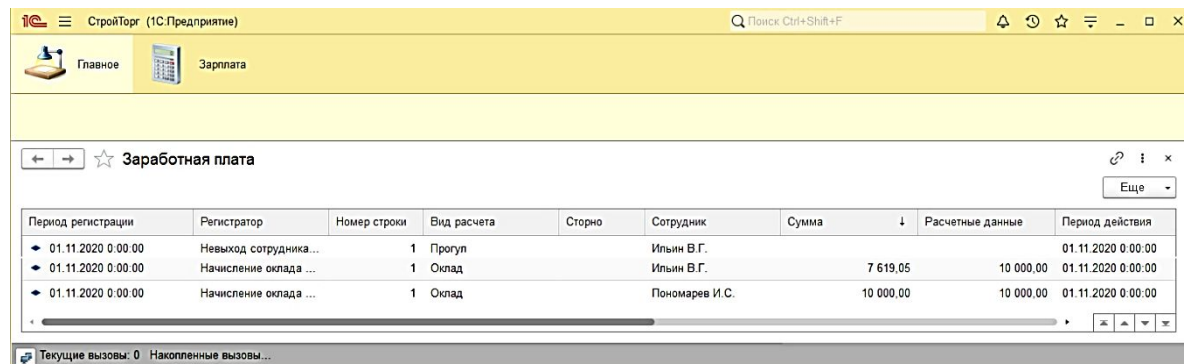 1С СтройТорг (1С:Предприятие) Поиск Ctrl+Shift+F
Главное Зарплата
Заработная плата
Еще
Период регистрации Регистратор Номер строки Вид расчета Сторно Сотрудник Сумма ↓ Расчетные данные Период действия
01.11.2020 0:00:00 Невыход сотрудника... 1 Прогул Ильин В.Г. 01.11.2020 0:00:00
01.11.2020 0:00:00 Начисление оклада ... 1 Оклад Ильин В.Г. 7 619,05 10 000,00 01.11.2020 0:00:00
01.11.2020 0:00:00 Начисление оклада ... 1 Оклад Пономарев И.С. 10 000,00 10 000,00 01.11.2020 0:00:00
Текущие вызовы: 0 Накопленные вызовы...